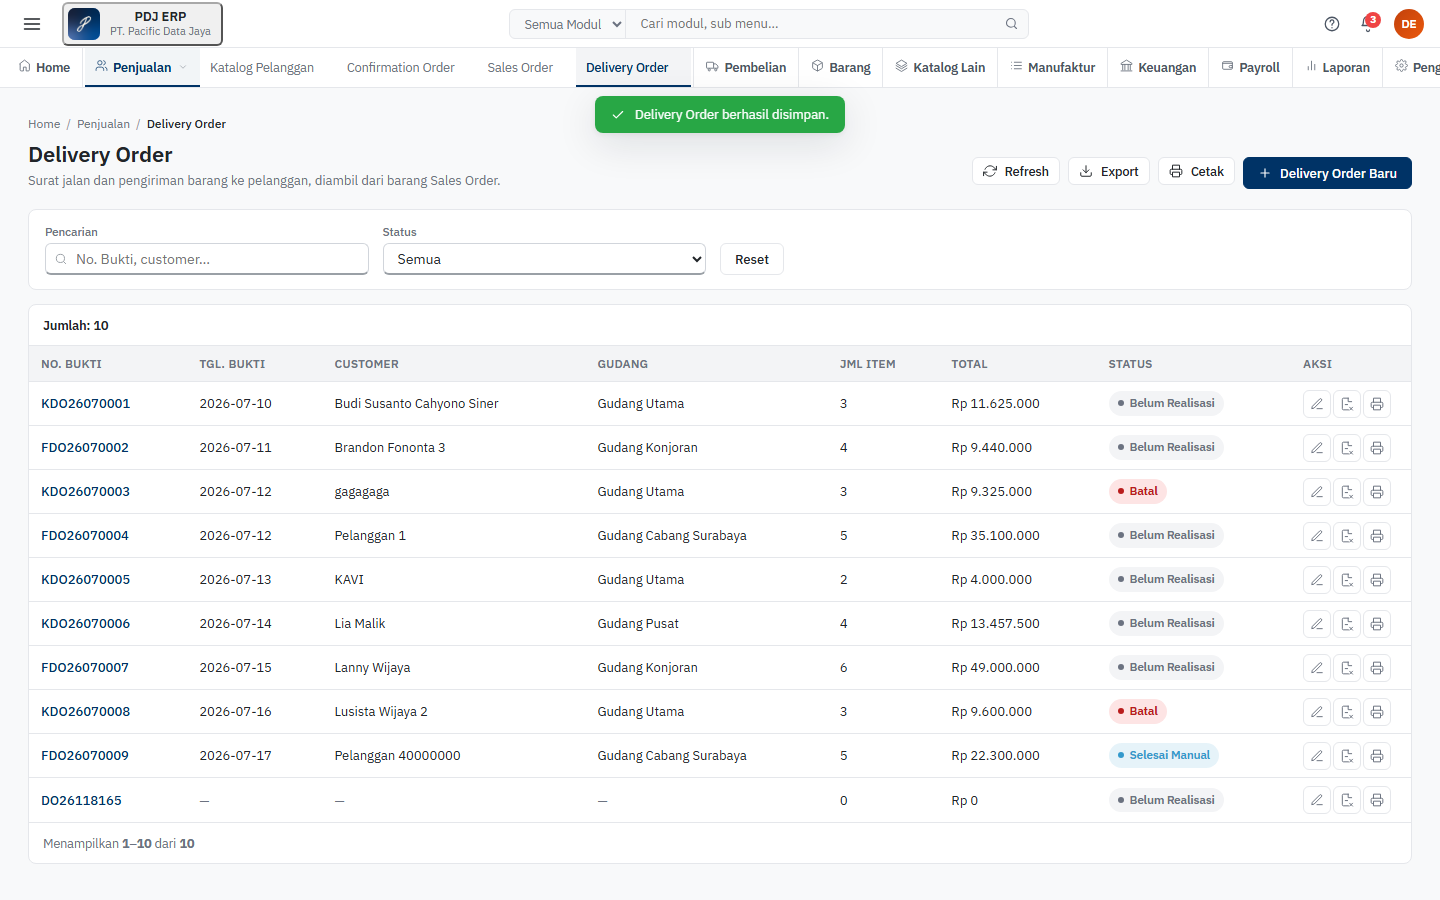 PDJ ERP
PT. Pacific Data Jaya
Semua Modul
Cari modul, sub menu...
3
DE
Home
Penjualan
Katalog Pelanggan
Confirmation Order
Sales Order
Delivery Order
Pembelian
Barang
Katalog Lain
Manufaktur
Keuangan
Payroll
Laporan
Peng
Delivery Order berhasil disimpan.
Home / Penjualan / Delivery Order
Delivery Order
Surat jalan dan pengiriman barang ke pelanggan, diambil dari barang Sales Order.
Refresh
Export
Cetak
Delivery Order Baru
Pencarian
No. Bukti, customer...
Status
Semua
Reset
Jumlah: 10
NO. BUKTI TGL. BUKTI CUSTOMER GUDANG JML ITEM TOTAL STATUS AKSI
KDO26070001 2026-07-10 Budi Susanto Cahyono Siner Gudang Utama 3 Rp 11.625.000 Belum Realisasi
FDO26070002 2026-07-11 Brandon Fononta 3 Gudang Konjoran 4 Rp 9.440.000 Belum Realisasi
KDO26070003 2026-07-12 gagagaga Gudang Utama 3 Rp 9.325.000 Batal
FDO26070004 2026-07-12 Pelanggan 1 Gudang Cabang Surabaya 5 Rp 35.100.000 Belum Realisasi
KDO26070005 2026-07-13 KAVI Gudang Utama 2 Rp 4.000.000 Belum Realisasi
KDO26070006 2026-07-14 Lia Malik Gudang Pusat 4 Rp 13.457.500 Belum Realisasi
FDO26070007 2026-07-15 Lanny Wijaya Gudang Konjoran 6 Rp 49.000.000 Belum Realisasi
KDO26070008 2026-07-16 Lusista Wijaya 2 Gudang Utama 3 Rp 9.600.000 Batal
FDO26070009 2026-07-17 Pelanggan 40000000 Gudang Cabang Surabaya 5 Rp 22.300.000 Selesai Manual
DO26118165 — — — 0 Rp 0 Belum Realisasi
Menampilkan 1–10 dari 10